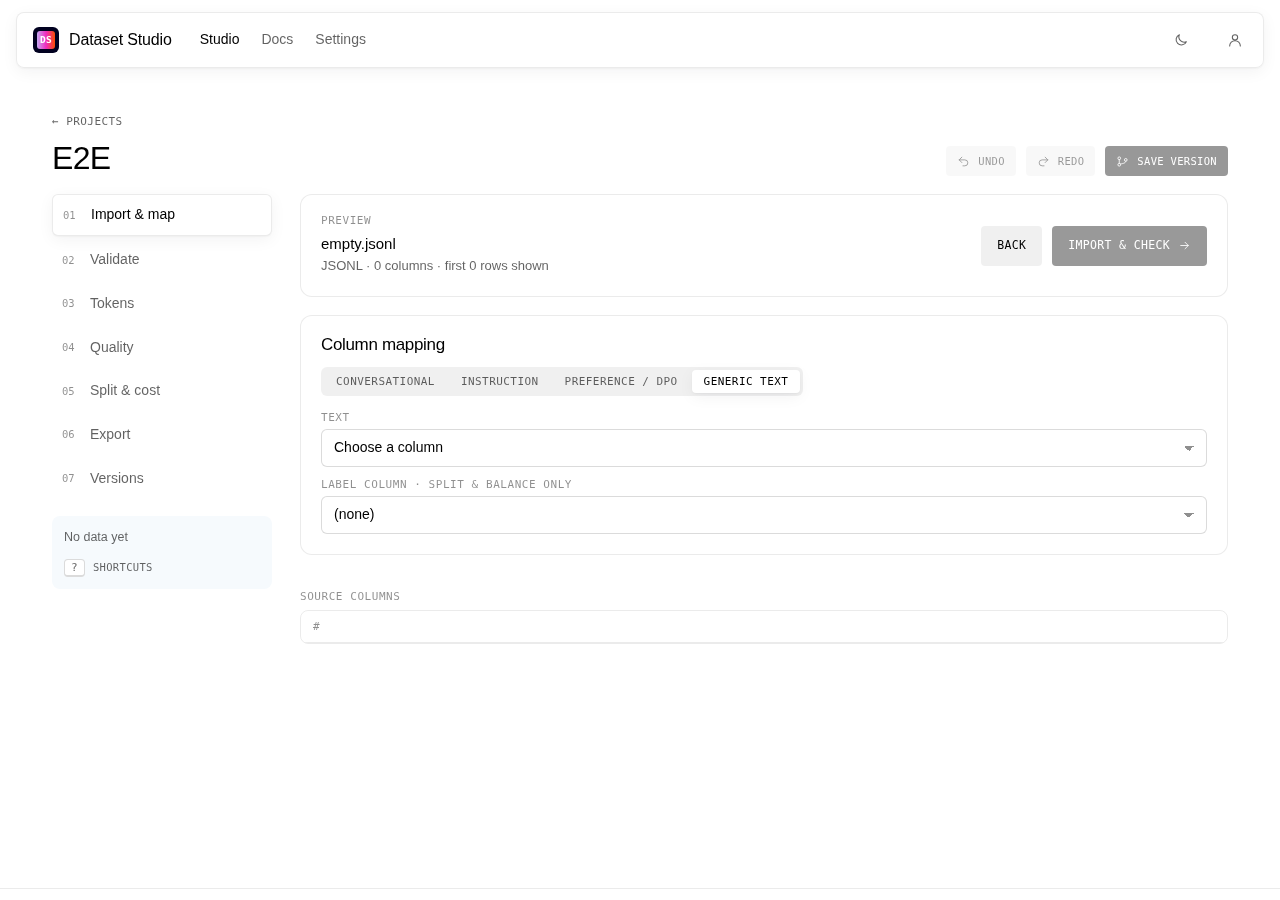 DS Dataset Studio Studio Docs Settings
← PROJECTS
E2E
UNDO REDO SAVE VERSION
01 Import & map
02 Validate
03 Tokens
04 Quality
05 Split & cost
06 Export
07 Versions
No data yet
? SHORTCUTS
PREVIEW
empty.jsonl
JSONL · 0 columns · first 0 rows shown
BACK IMPORT & CHECK →
Column mapping
CONVERSATIONAL INSTRUCTION PREFERENCE / DPO GENERIC TEXT
TEXT
Choose a column
LABEL COLUMN · SPLIT & BALANCE ONLY
(none)
SOURCE COLUMNS
#